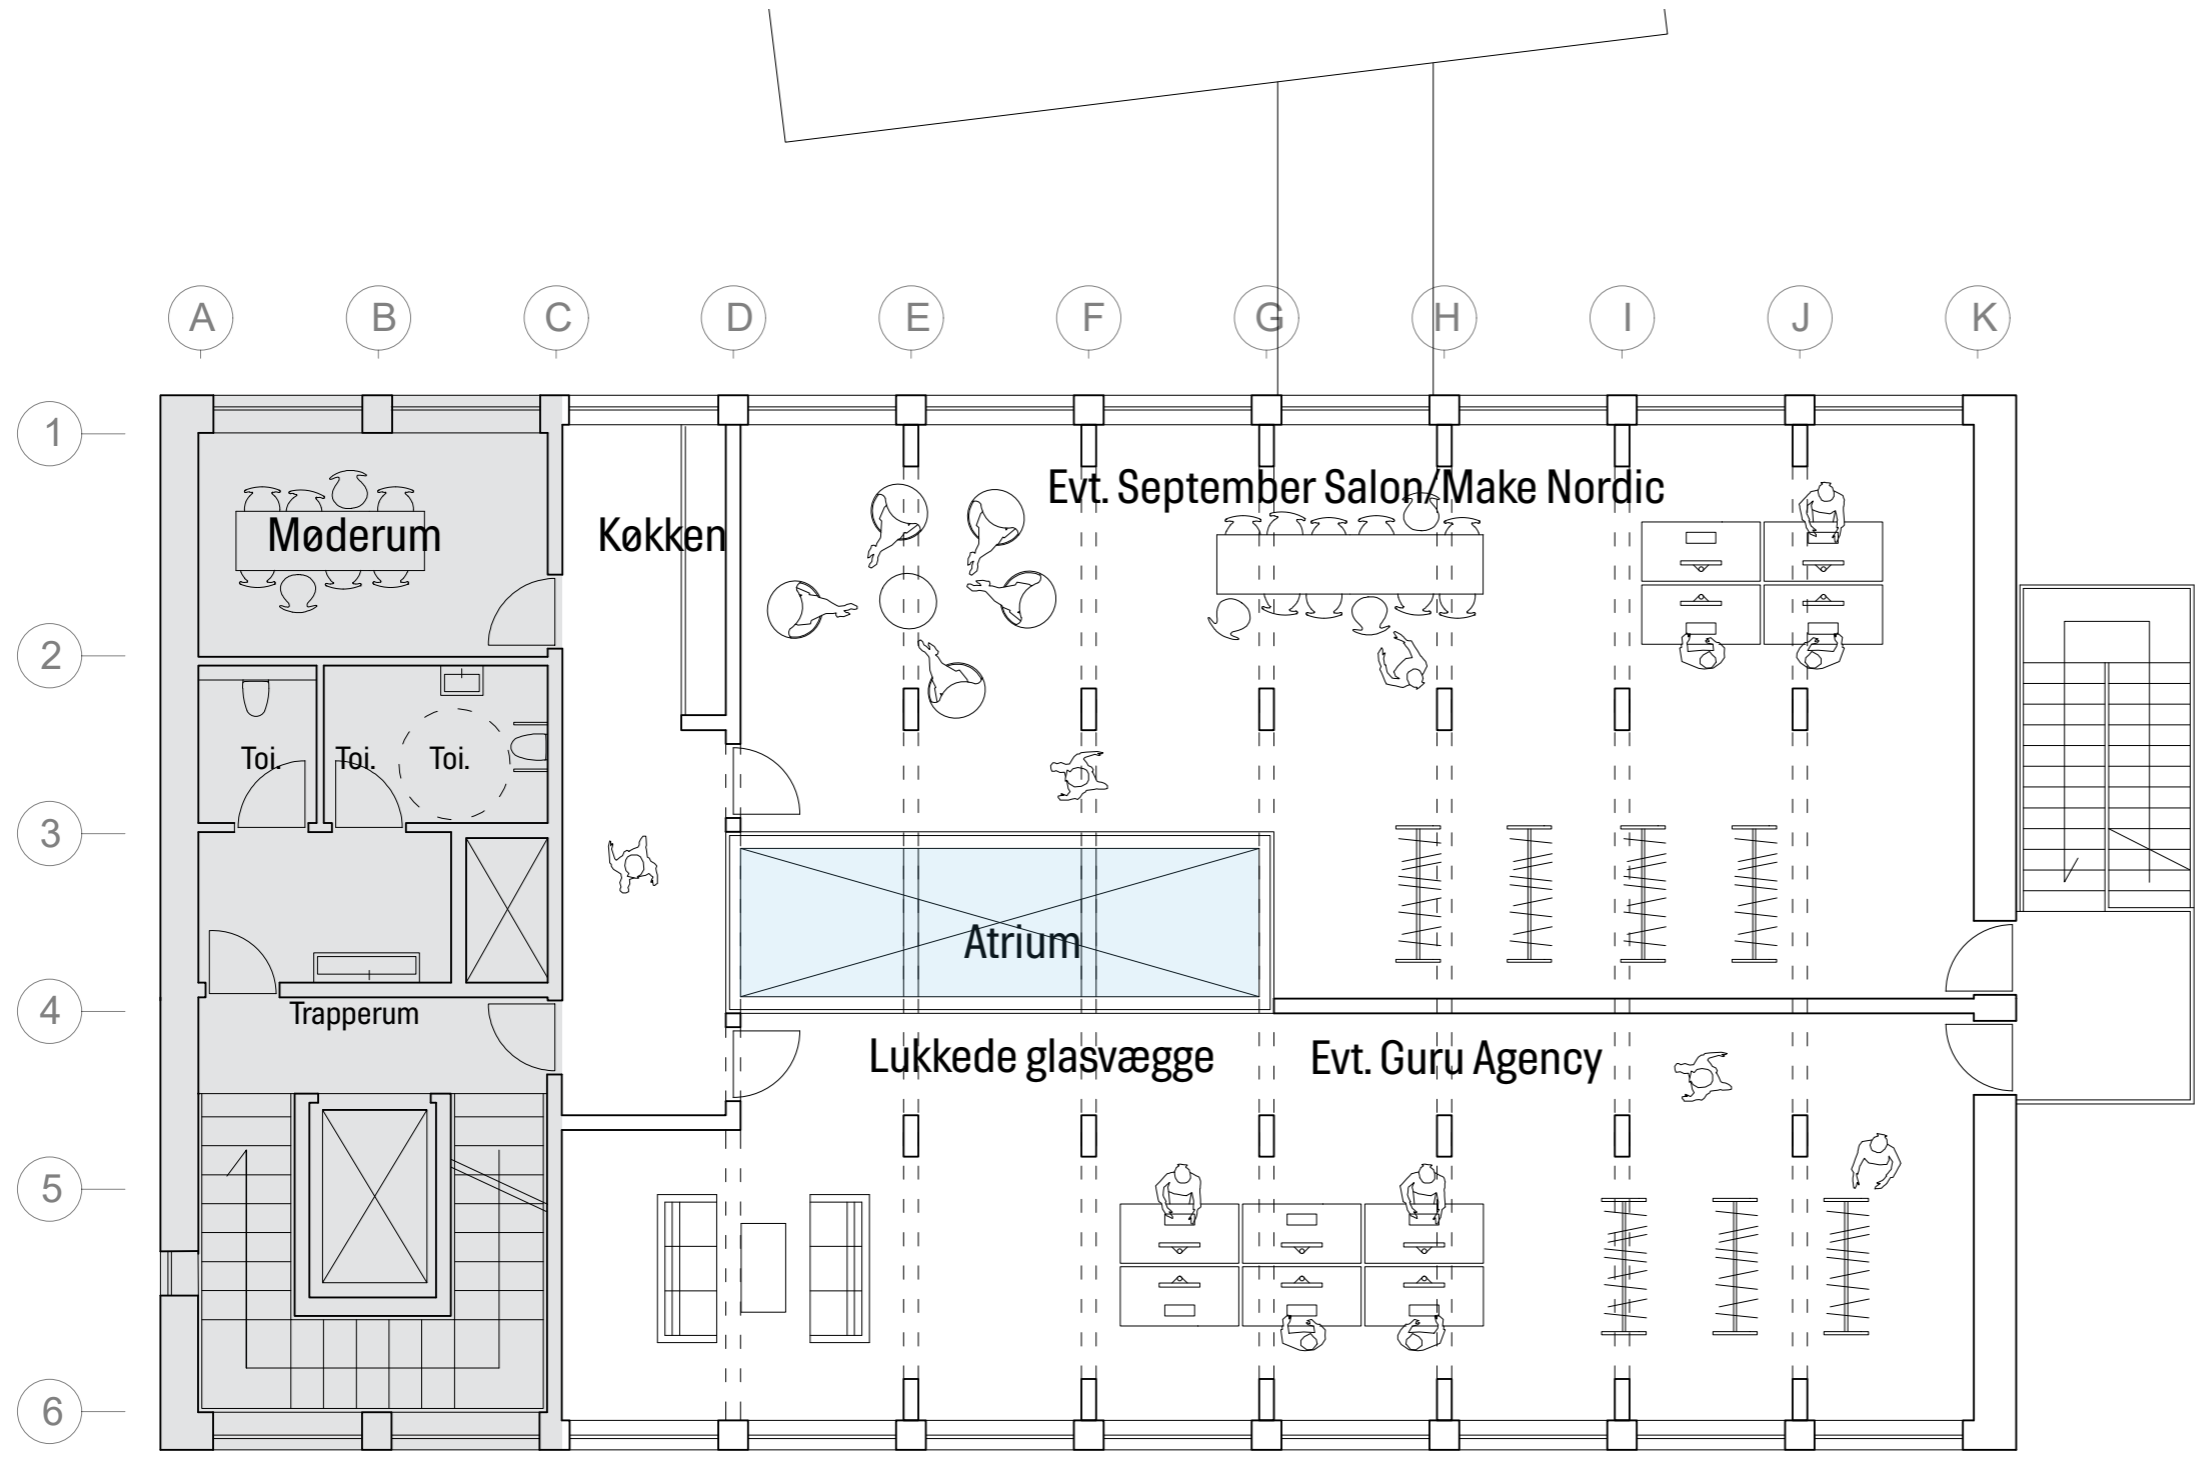 A B C D E F G H I J K
1
Evt. September Salon/Make Nordic
Møderum
Køkken
2
Toi. Toi. Toi.
3
Atrium
4
Trapperum
Lukkede glasvægge
Evt. Guru Agency
5
6